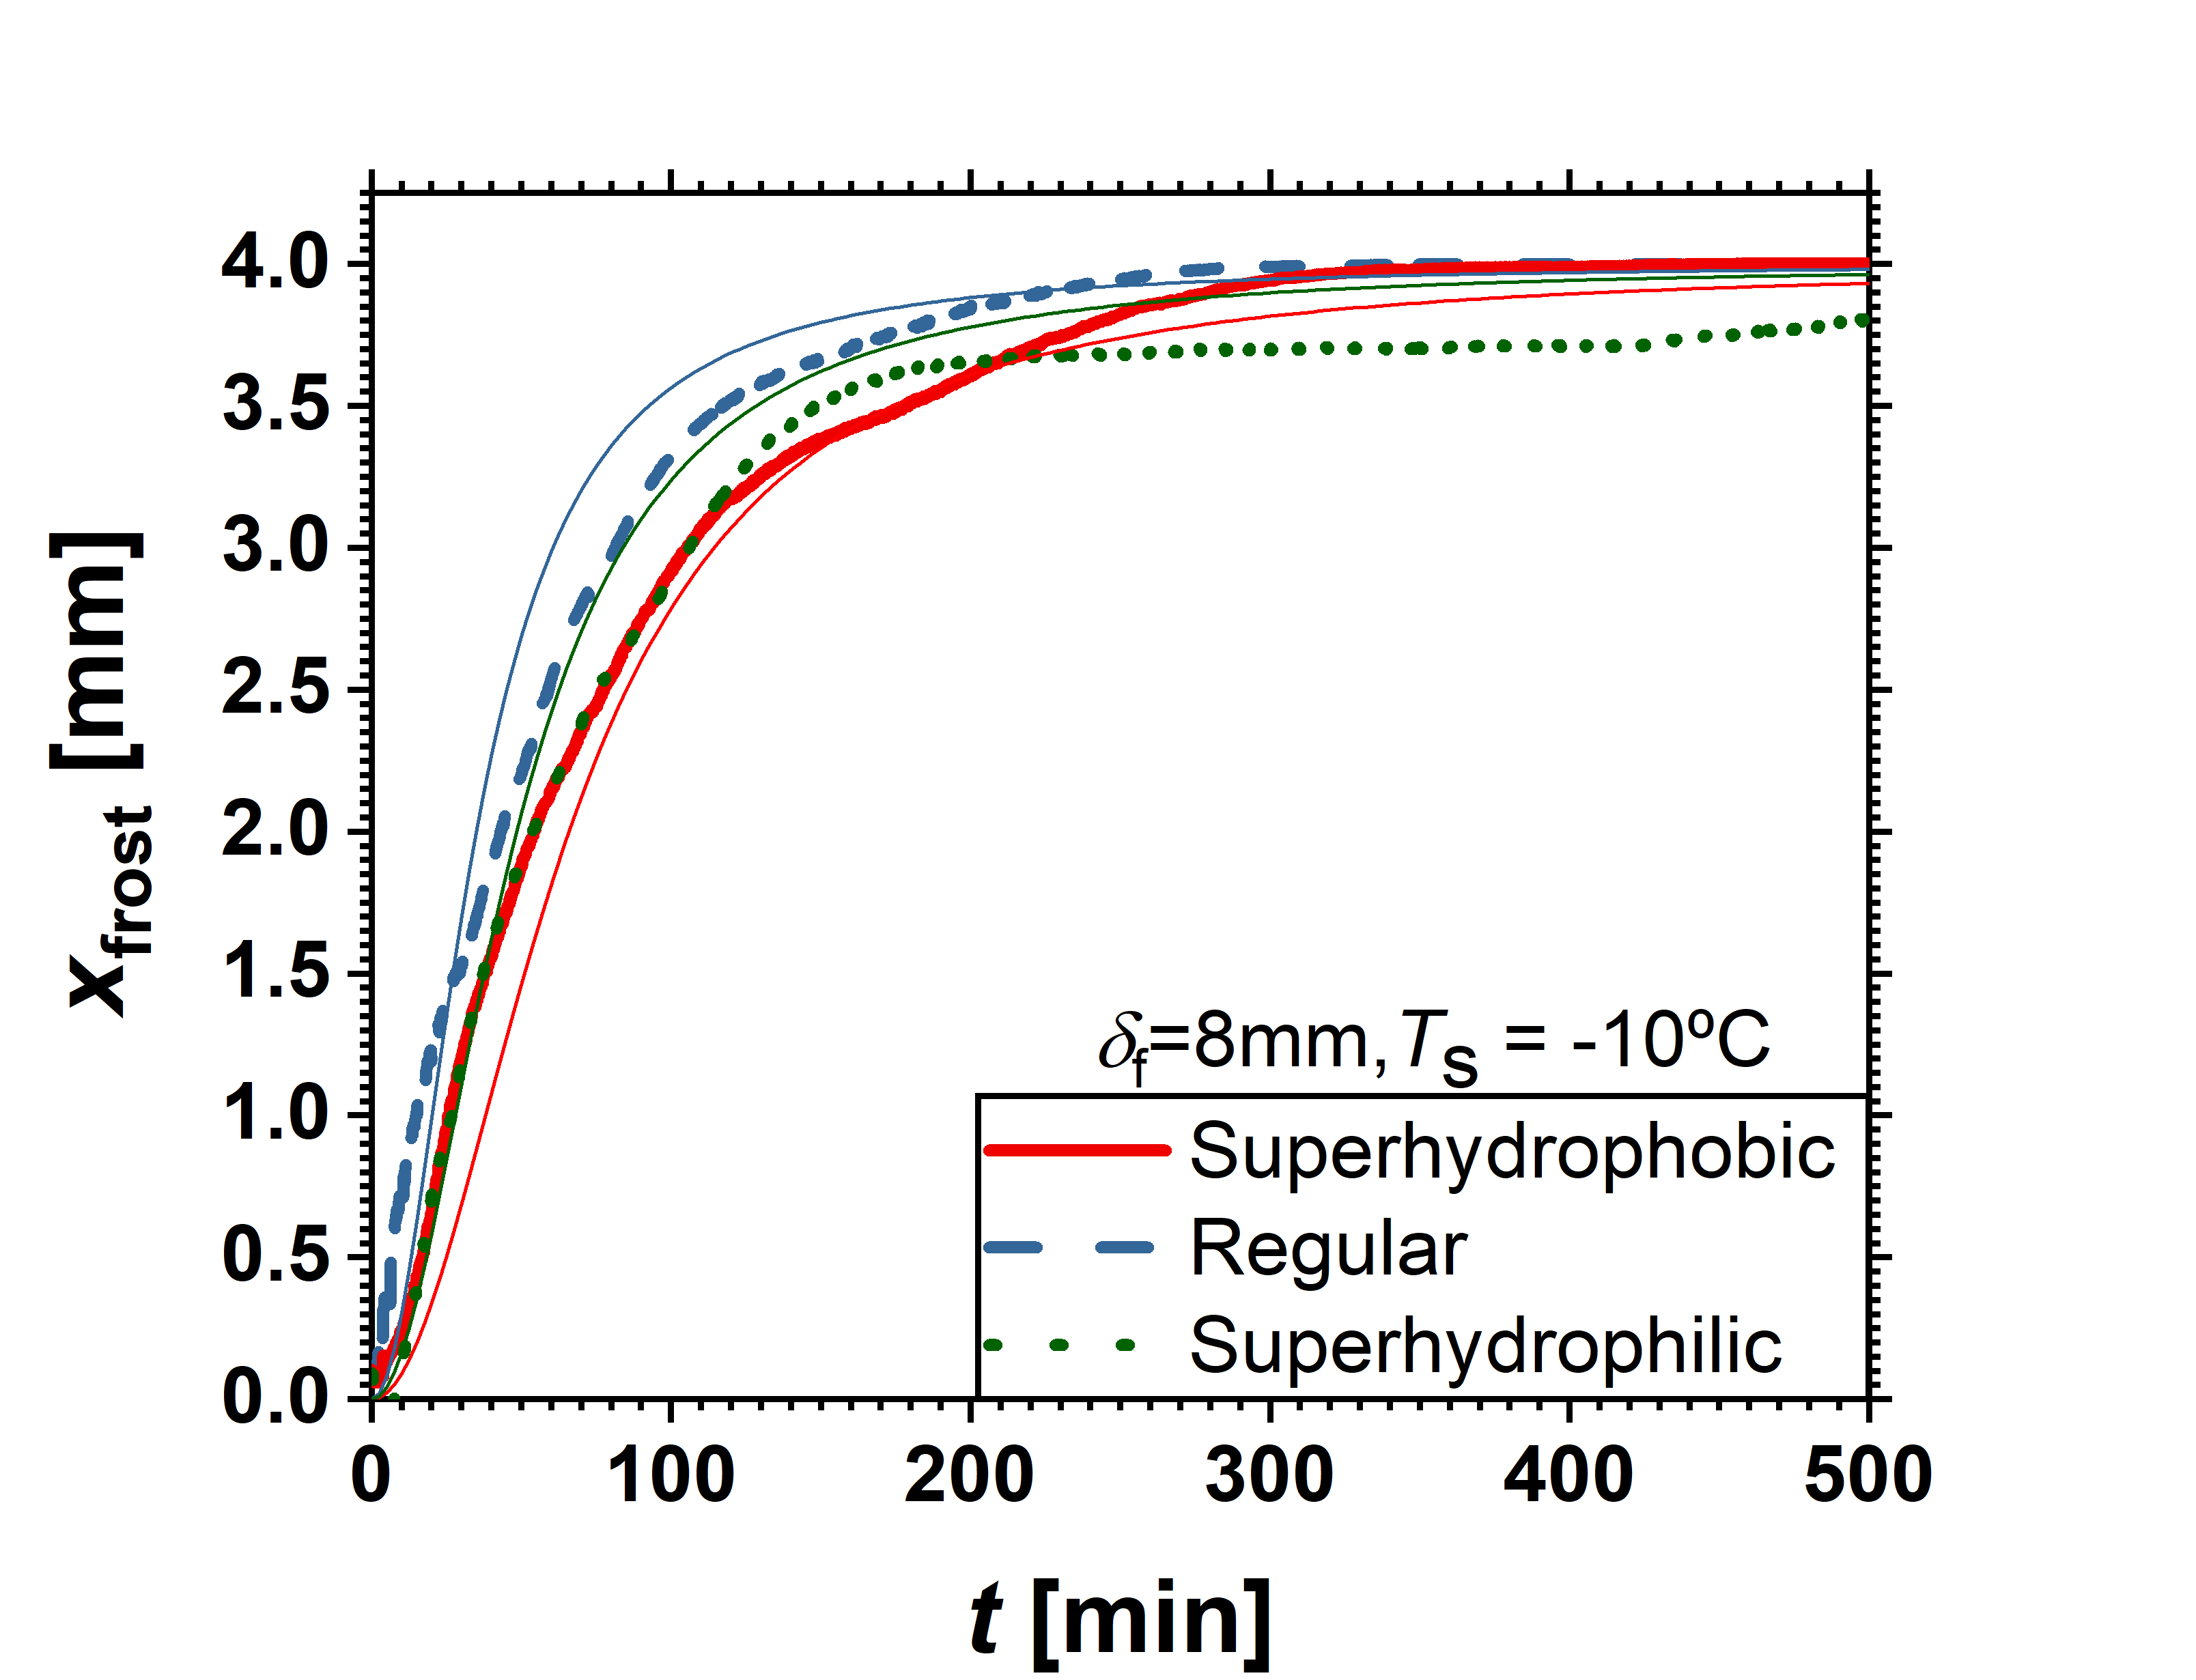 4.0
3.5
3.0
2.5
2.0
1.5
1.0
0.5
0.0
xfrost [mm]
δf=8mm, Ts = -10ºC
Superhydrophobic
Regular
Superhydrophilic
0 100 200 300 400 500
t [min]